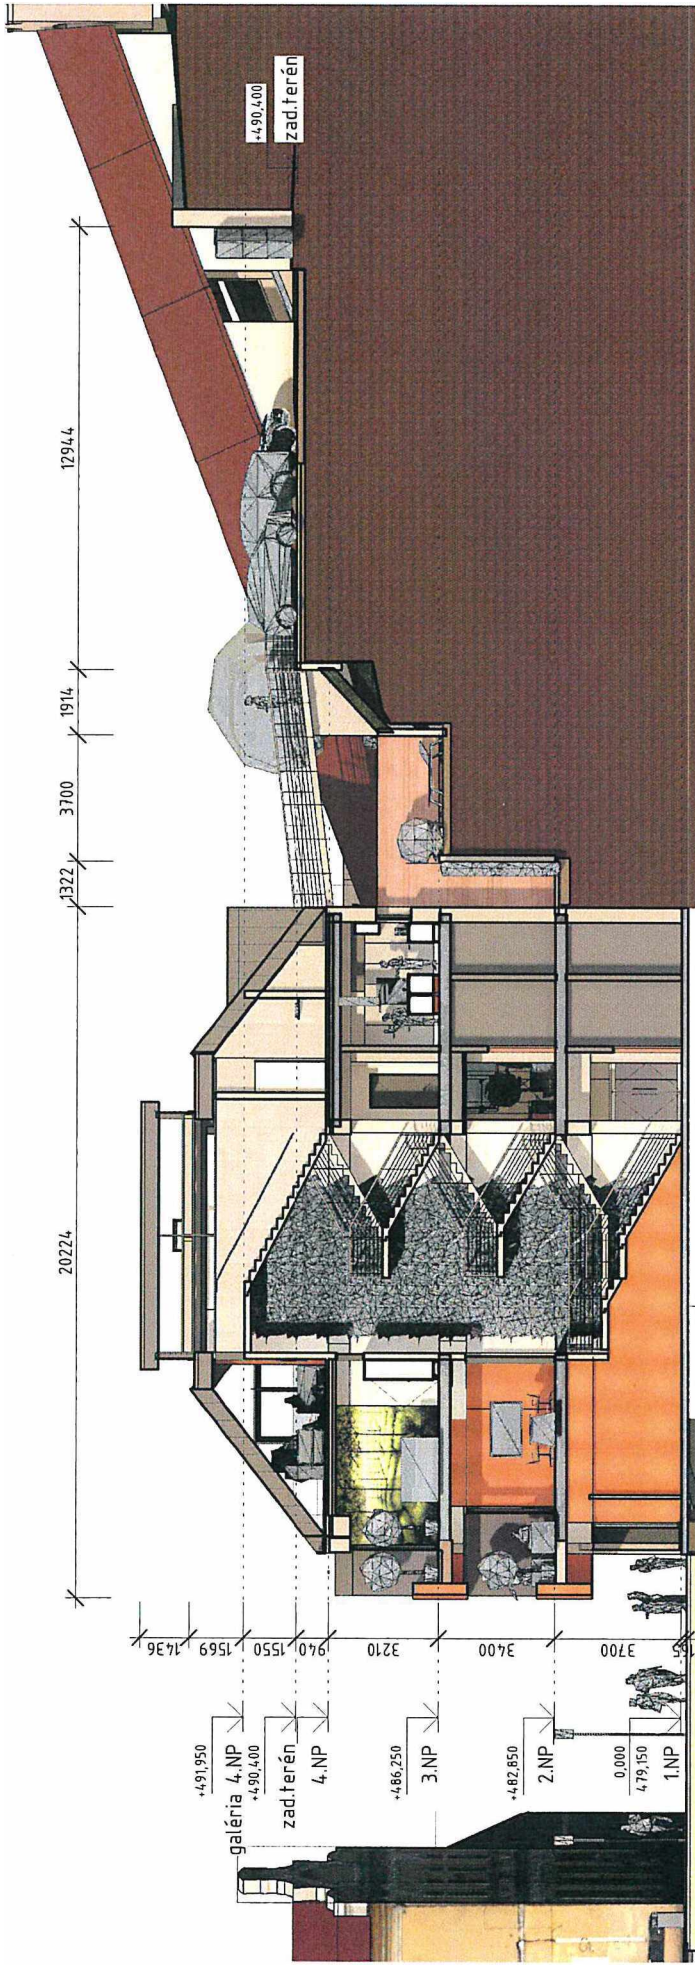 20224
1322
3700
1914
12944
1436
1569
1550
940
3210
3400
3700
165
+491,950
galéria 4.NP
+490,400
zad.terén
4.NP
+486,250
3.NP
+482,850
2.NP
0,000
479,150
1.NP
+490,400
zad.terén